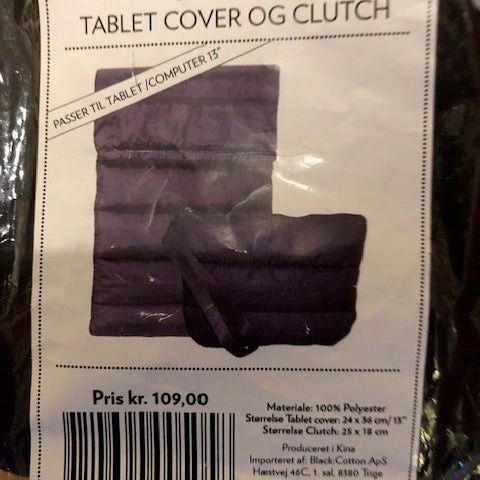 TABLET COVER OG CLUTCH
PASSER TIL TABLET /COMPUTER 13"
Pris kr. 109,00
Materiale: 100% Polyester
Størrelse Tablet cover: 24 x 36 cm/13"
Størrelse Clutch: 25 x 18 cm
Produceret i Kina
Importeret af: Black:Cotton ApS
Hæstvej 46C, 1. sal, 8380 Trige